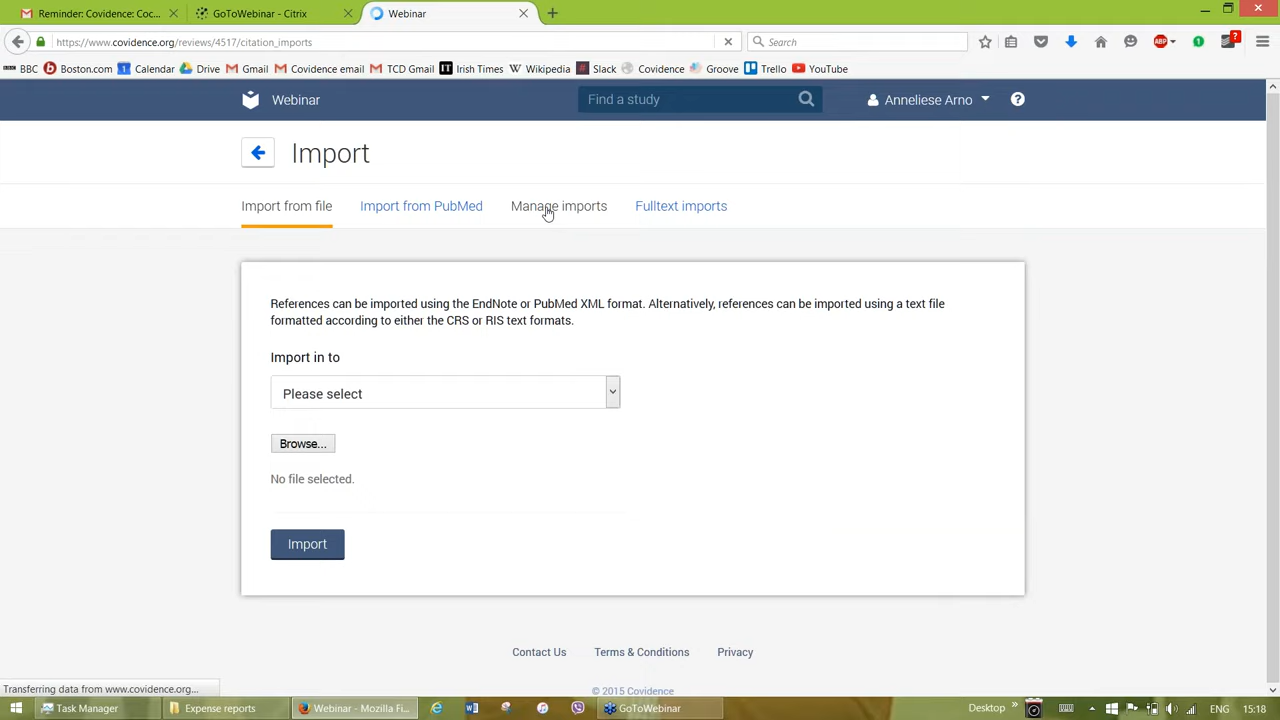 Reminder: Covidence: Coc...
GoToWebinar - Citrix
Webinar
https://www.covidence.org/reviews/4517/citation_imports
Search
ABP
1
?
BBC
Boston.com
Calendar
Drive
Gmail
Covidence email
TCD Gmail
Irish Times
Wikipedia
Slack
Covidence
Groove
Trello
YouTube
Webinar
Find a study
Anneliese Arno
?
Import
Import from file
Import from PubMed
Manage imports
Fulltext imports
References can be imported using the EndNote or PubMed XML format. Alternatively, references can be imported using a text file
formatted according to either the CRS or RIS text formats.
Import in to
Please select
Browse...
No file selected.
Import
Contact Us
Terms & Conditions
Privacy
© 2015 Covidence
Transferring data from www.covidence.org...
Task Manager
Expense reports
Webinar - Mozilla Fi...
GoToWebinar
Desktop
ENG
15:18